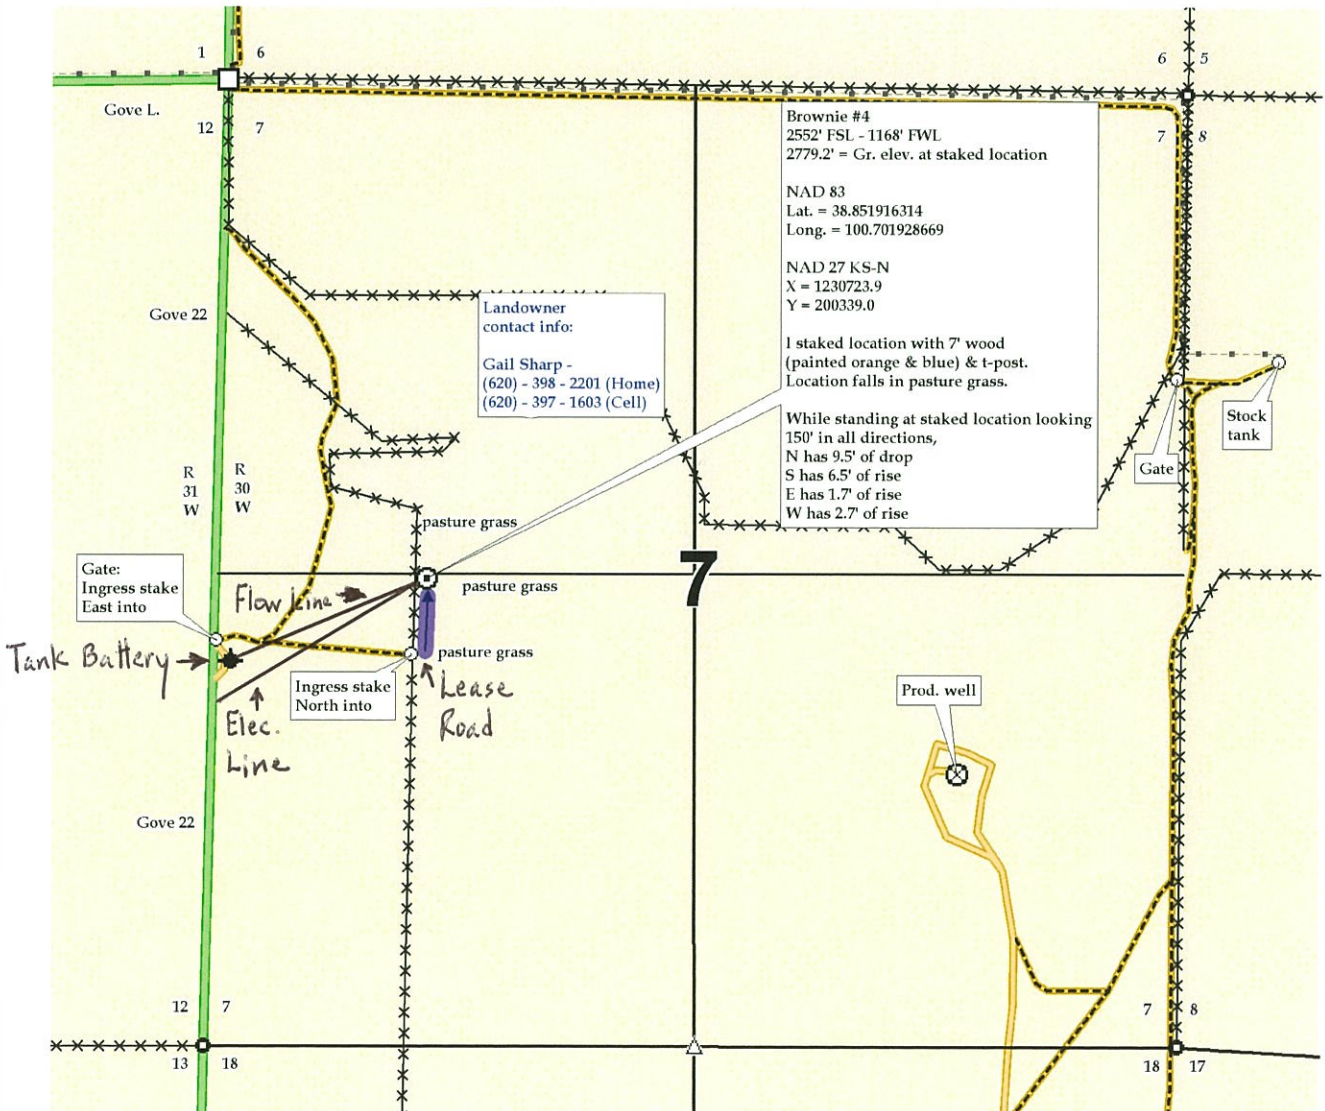 1
6
6
5
Gove L.
12
7
7
8
Brownie #4
2552' FSL - 1168' FWL
2779.2' = Gr. elev. at staked location
NAD 83
Lat. = 38.851916314
Long. = 100.701928669
NAD 27 KS-N
X = 1230723.9
Y = 200339.0
I staked location with 7' wood
(painted orange & blue) & t-post.
Location falls in pasture grass.
While standing at staked location looking
150' in all directions,
N has 9.5' of drop
S has 6.5' of rise
E has 1.7' of rise
W has 2.7' of rise
Gove 22
Landowner
contact info:
Gail Sharp -
(620) - 398 - 2201 (Home)
(620) - 397 - 1603 (Cell)
Stock
tank
Gate
R
31
W
R
30
W
pasture grass
7
Gate:
Ingress stake
East into
Flow Line
pasture grass
Tank Battery
pasture grass
Ingress stake
North into
Lease
Road
Elec.
Line
Prod. well
Gove 22
12
7
7
8
13
18
18
17